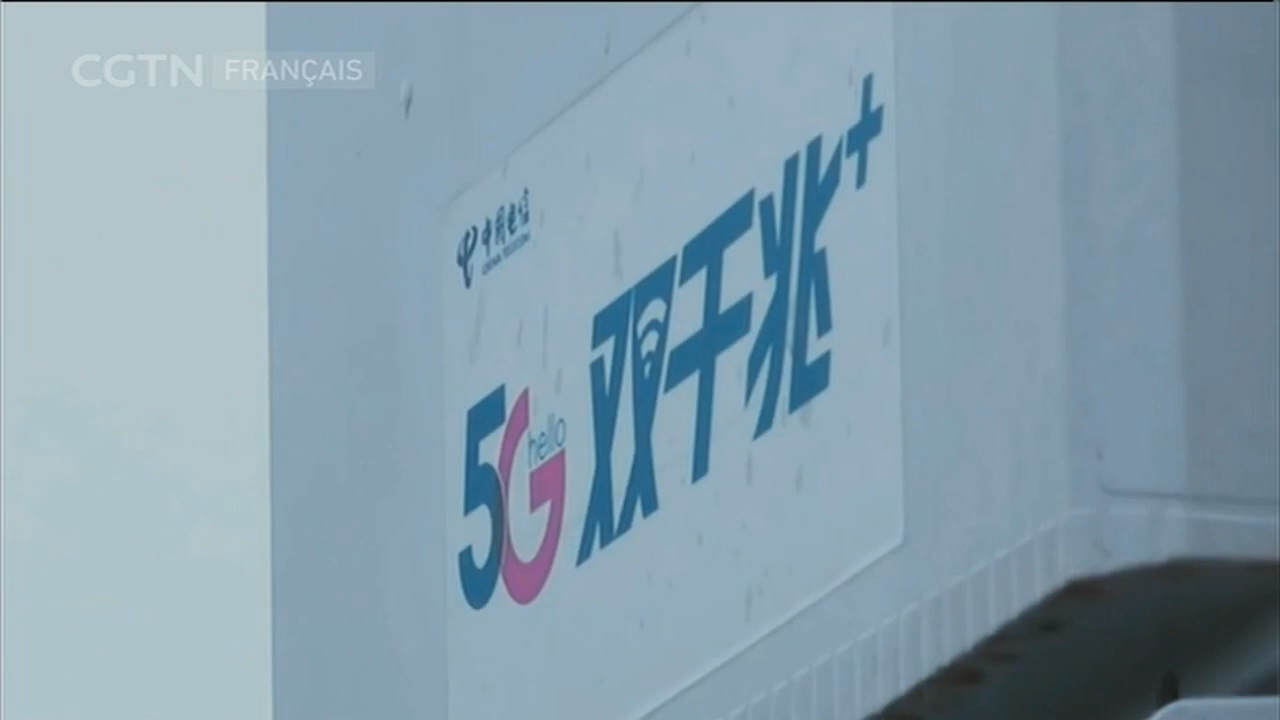 CGTN FRANÇAIS
中国电信
CHINA TELECOM
5G hello 双千兆+